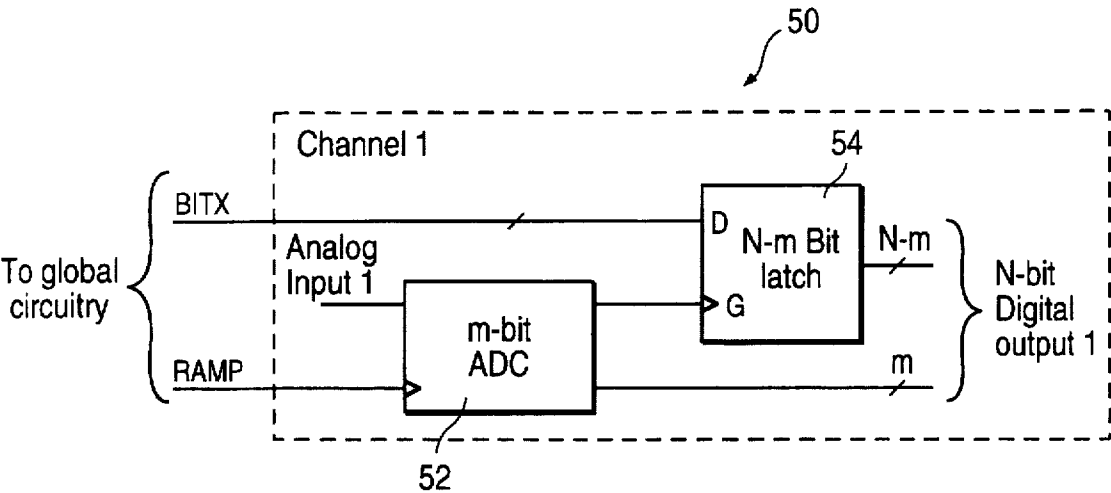 50
Channel 1
54
BITX
D
N-m Bit
latch
N-m
Analog
Input 1
To global
circuitry
G
N-bit
Digital
output 1
m-bit
ADC
RAMP
m
52